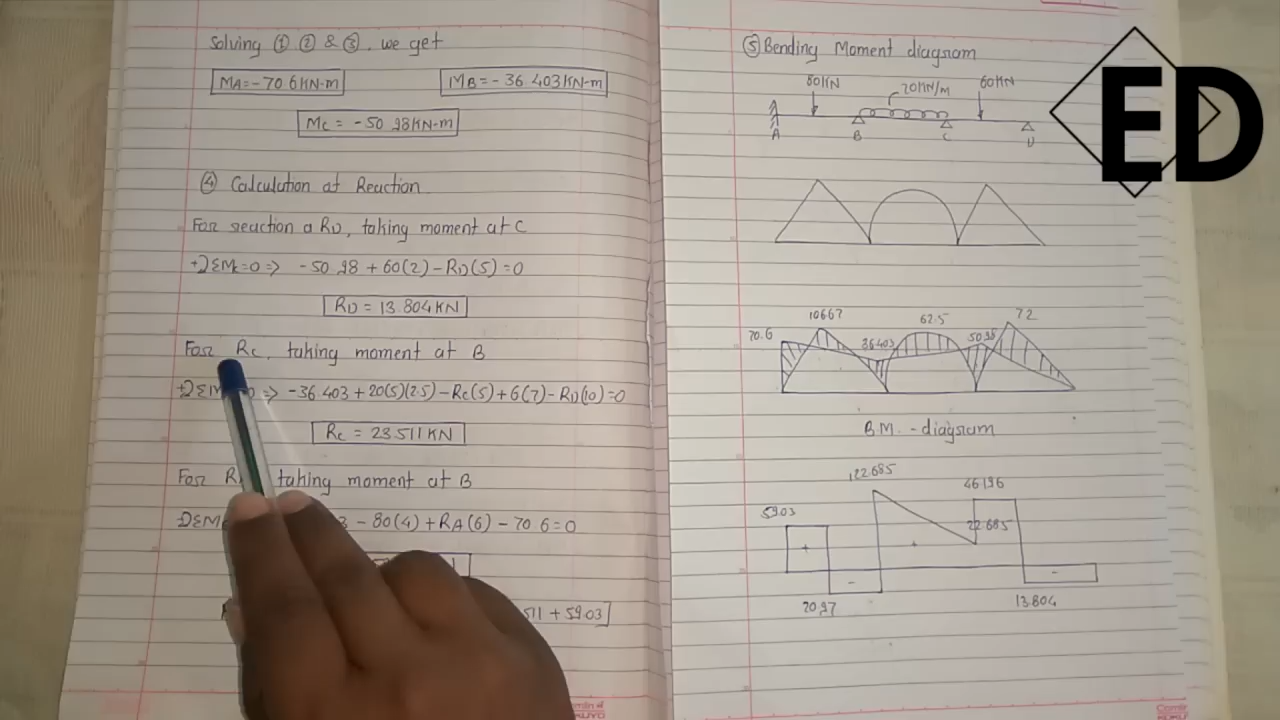 Solving ① ② & ③, we get
MA = -70.6 KN-m
MB = -36.403 KN-m
MC = -50.98 KN-m
④ Calculation at Reaction
For reaction a RD, taking moment at C
+ΣMC=0 => -50.98 + 60(2) - RD(5) = 0
RD = 13.804 KN
For RC, taking moment at B
=> -36.403 + 20(5)(2.5) - RC(5) + 6(7) - RD(10) = 0
RC = 23.511 KN
For taking moment at B
- 80(4) + RA(6) - 70.6 = 0
511 + 59.03]
⑤ Bending Moment diagram
80KN
20KN/m
60KN
A
B
C
D
70.6
106.67
36.403
62.5
50.98
72
B.M. - diagram
59.03
+
20.97
-
122.685
+
22.685
46.196
-
13.804
ED